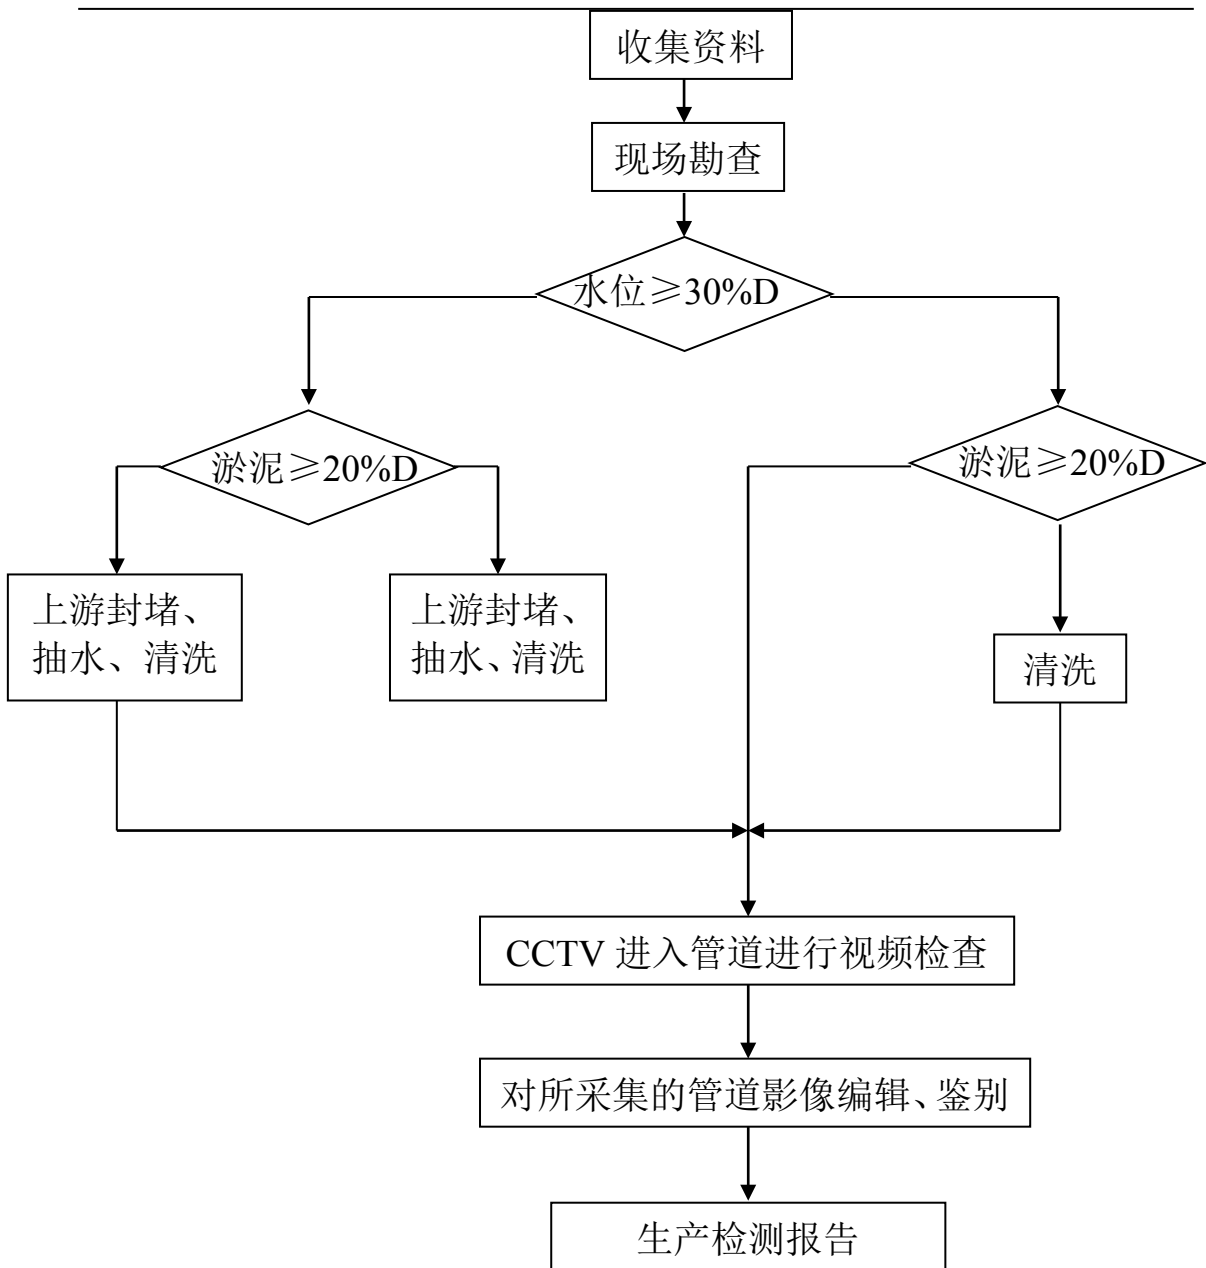 收集资料
现场勘查
水位≥30%D
淤泥≥20%D
淤泥≥20%D
上游封堵、
抽水、清洗
上游封堵、
抽水、清洗
清洗
CCTV 进入管道进行视频检查
对所采集的管道影像编辑、鉴别
生产检测报告